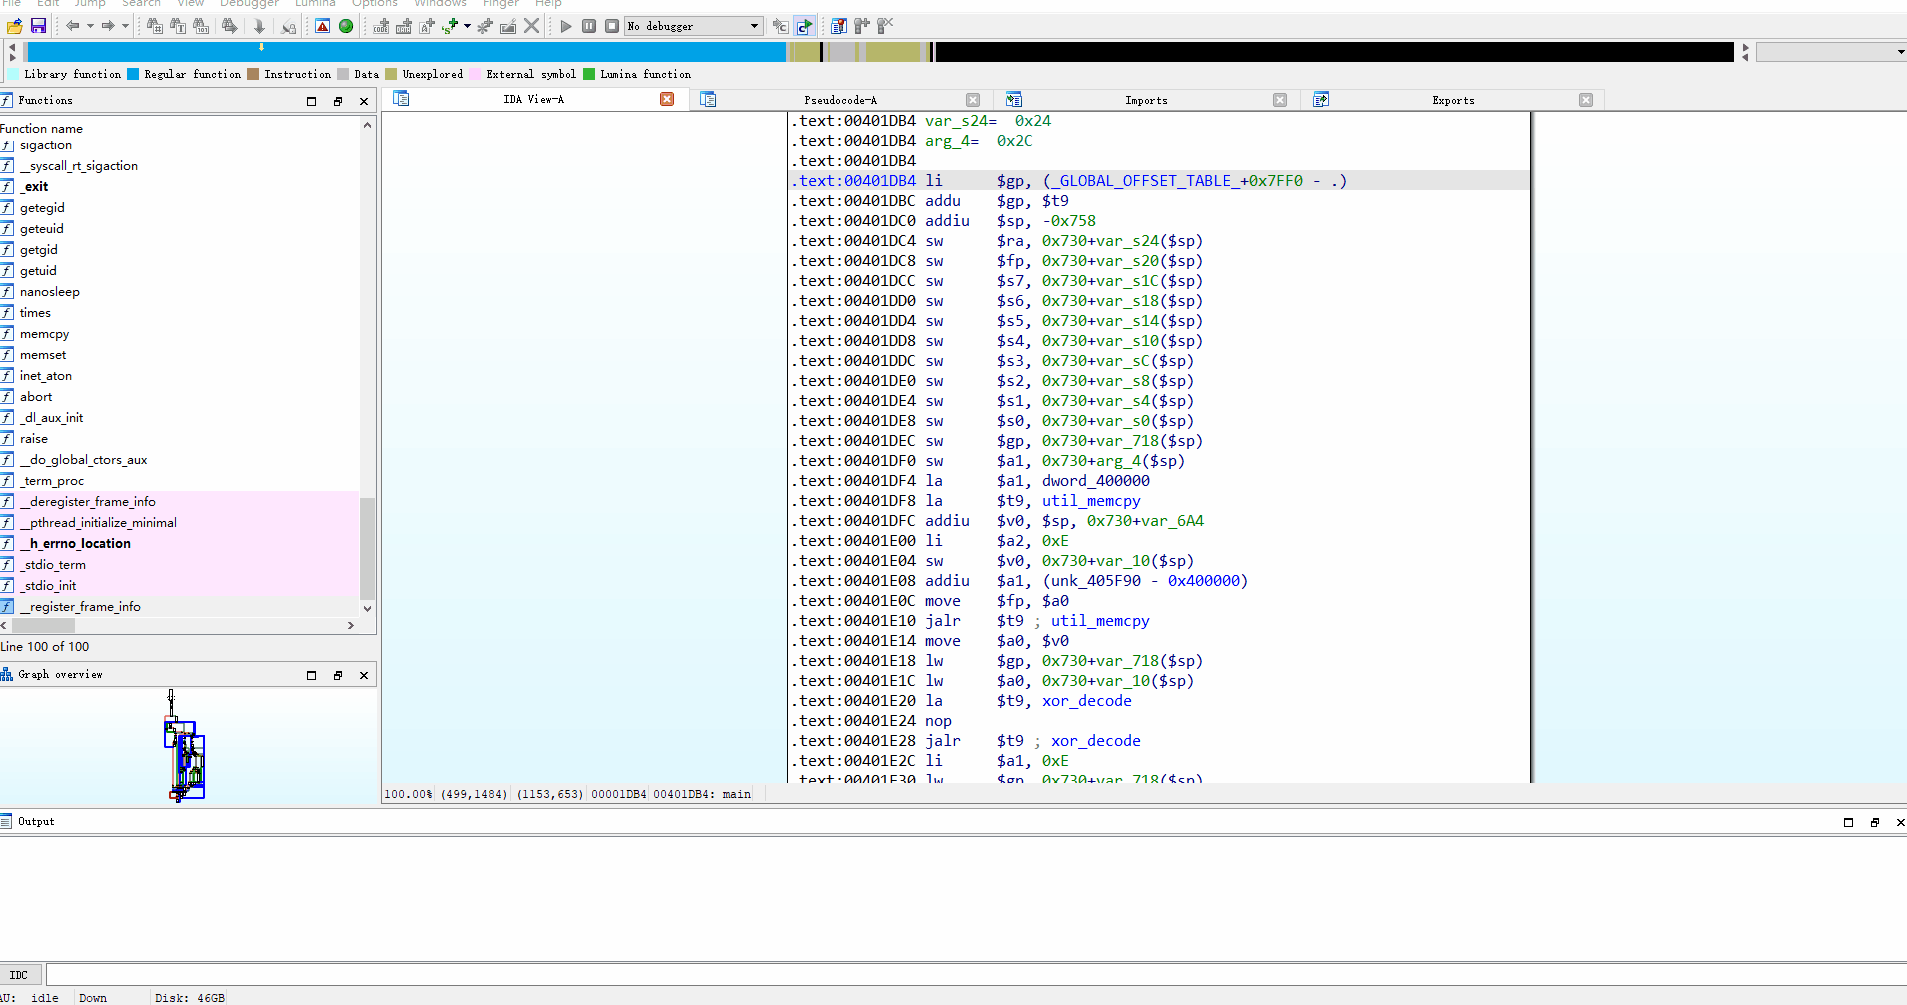 File Edit Jump Search View Debugger Lumina Options Windows Finger Help
No debugger
Library function Regular function Instruction Data Unexplored External symbol Lumina function
Functions
IDA View-A
Pseudocode-A
Imports
Exports
Function name
sigaction
__syscall_rt_sigaction
_exit
getegid
geteuid
getgid
getuid
nanosleep
times
memcpy
memset
inet_aton
abort
_dl_aux_init
raise
__do_global_ctors_aux
_term_proc
__deregister_frame_info
__pthread_initialize_minimal
__h_errno_location
_stdio_term
_stdio_init
__register_frame_info
Line 100 of 100
Graph overview
.text:00401DB4 var_s24= 0x24
.text:00401DB4 arg_4= 0x2C
.text:00401DB4
.text:00401DB4 li $gp, (_GLOBAL_OFFSET_TABLE_+0x7FF0 - .)
.text:00401DBC addu $gp, $t9
.text:00401DC0 addiu $sp, -0x758
.text:00401DC4 sw $ra, 0x730+var_s24($sp)
.text:00401DC8 sw $fp, 0x730+var_s20($sp)
.text:00401DCC sw $s7, 0x730+var_s1C($sp)
.text:00401DD0 sw $s6, 0x730+var_s18($sp)
.text:00401DD4 sw $s5, 0x730+var_s14($sp)
.text:00401DD8 sw $s4, 0x730+var_s10($sp)
.text:00401DDC sw $s3, 0x730+var_sC($sp)
.text:00401DE0 sw $s2, 0x730+var_s8($sp)
.text:00401DE4 sw $s1, 0x730+var_s4($sp)
.text:00401DE8 sw $s0, 0x730+var_s0($sp)
.text:00401DEC sw $gp, 0x730+var_718($sp)
.text:00401DF0 sw $a1, 0x730+arg_4($sp)
.text:00401DF4 la $a1, dword_400000
.text:00401DF8 la $t9, util_memcpy
.text:00401DFC addiu $v0, $sp, 0x730+var_6A4
.text:00401E00 li $a2, 0xE
.text:00401E04 sw $v0, 0x730+var_10($sp)
.text:00401E08 addiu $a1, (unk_405F90 - 0x400000)
.text:00401E0C move $fp, $a0
.text:00401E10 jalr $t9 ; util_memcpy
.text:00401E14 move $a0, $v0
.text:00401E18 lw $gp, 0x730+var_718($sp)
.text:00401E1C lw $a0, 0x730+var_10($sp)
.text:00401E20 la $t9, xor_decode
.text:00401E24 nop
.text:00401E28 jalr $t9 ; xor_decode
.text:00401E2C li $a1, 0xE
.text:00401E30 lw $gp, 0x730+var_718($sp)
100.00% (499,1484) (1153,653) 00001DB4 00401DB4: main
Output
IDC
AU: idle Down Disk: 46GB